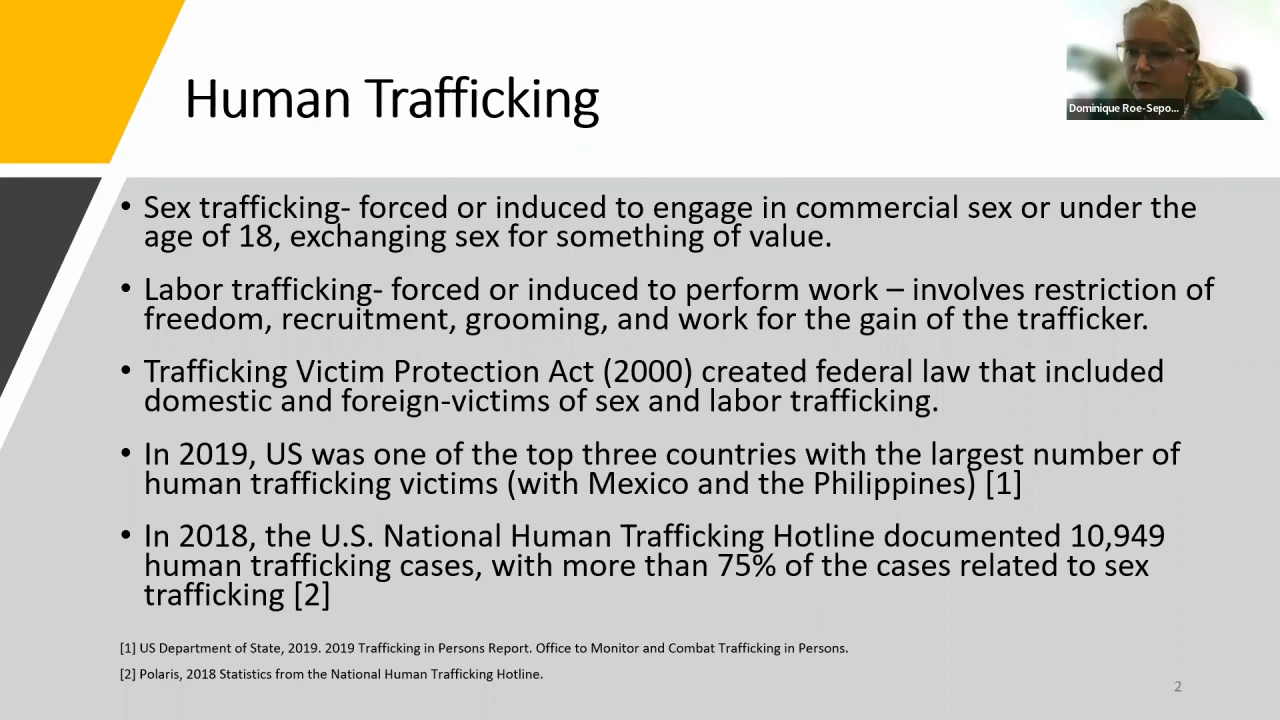 Human Trafficking
Dominique Roe-Sepo...
• Sex trafficking- forced or induced to engage in commercial sex or under the
age of 18, exchanging sex for something of value.
• Labor trafficking- forced or induced to perform work – involves restriction of
freedom, recruitment, grooming, and work for the gain of the trafficker.
• Trafficking Victim Protection Act (2000) created federal law that included
domestic and foreign-victims of sex and labor trafficking.
• In 2019, US was one of the top three countries with the largest number of
human trafficking victims (with Mexico and the Philippines) [1]
• In 2018, the U.S. National Human Trafficking Hotline documented 10,949
human trafficking cases, with more than 75% of the cases related to sex
trafficking [2]
[1] US Department of State, 2019. 2019 Trafficking in Persons Report. Office to Monitor and Combat Trafficking in Persons.
[2] Polaris, 2018 Statistics from the National Human Trafficking Hotline.
2